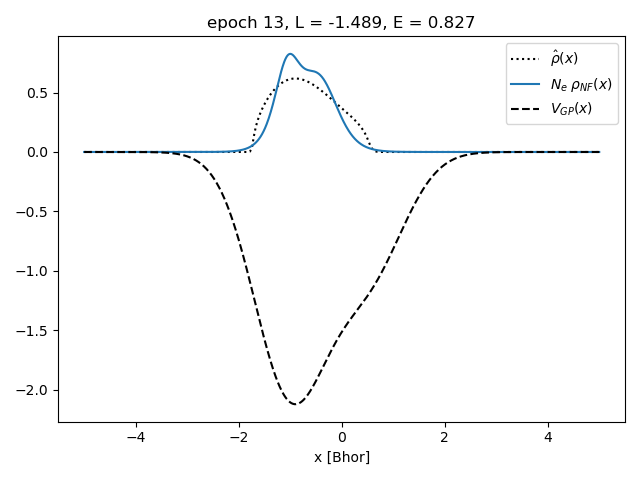 epoch 13, L = -1.489, E = 0.827
ρ̂(x)
Nₑ ρ_NF(x)
V_GP(x)
0.5
0.0
−0.5
−1.0
−1.5
−2.0
−4
−2
0
2
4
x [Bhor]